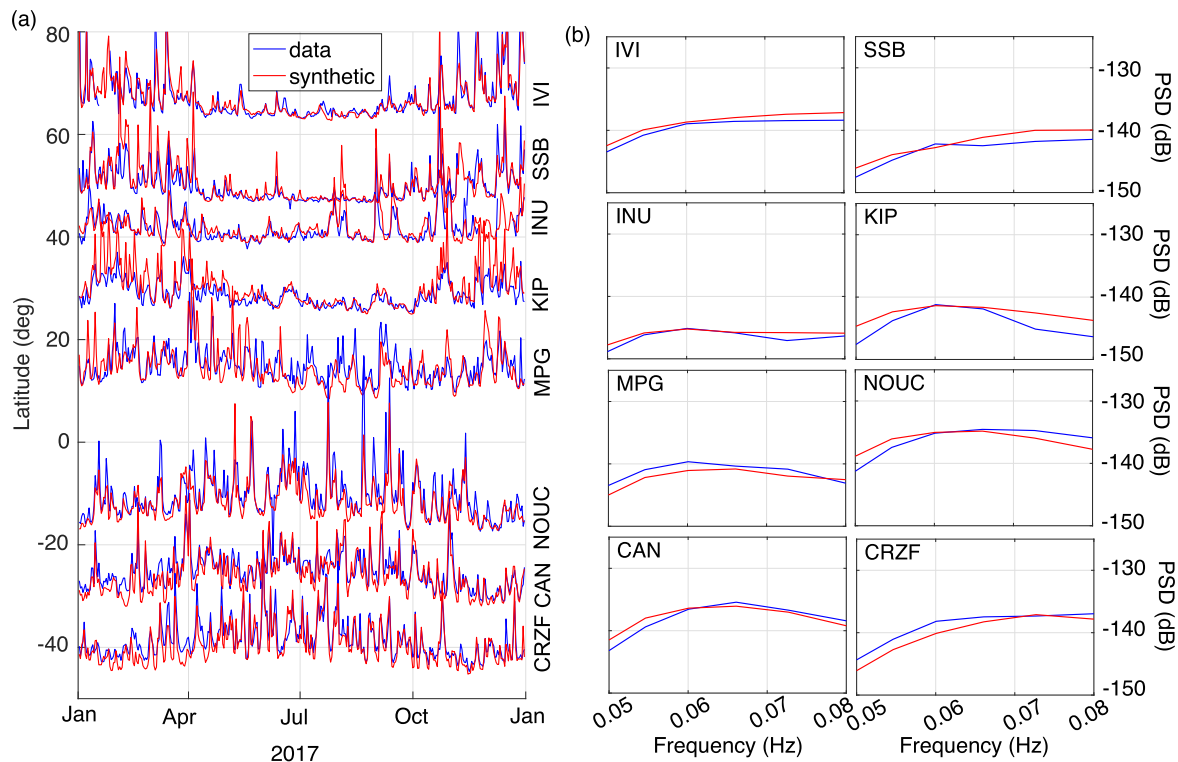 (a)
80
60
40
20
0
-20
-40
Latitude (deg)
data
synthetic
IVI
SSB
INU
KIP
MPG
NOUC
CAN
CRZF
Jan
Apr
Jul
Oct
Jan
2017
(b)
IVI
SSB
-130
-140
-150
PSD (dB)
INU
KIP
-130
-140
-150
PSD (dB)
MPG
NOUC
-130
-140
-150
PSD (dB)
CAN
CRZF
-130
-140
-150
PSD (dB)
0.05
0.06
0.07
0.08
0.05
0.06
0.07
0.08
Frequency (Hz)
Frequency (Hz)